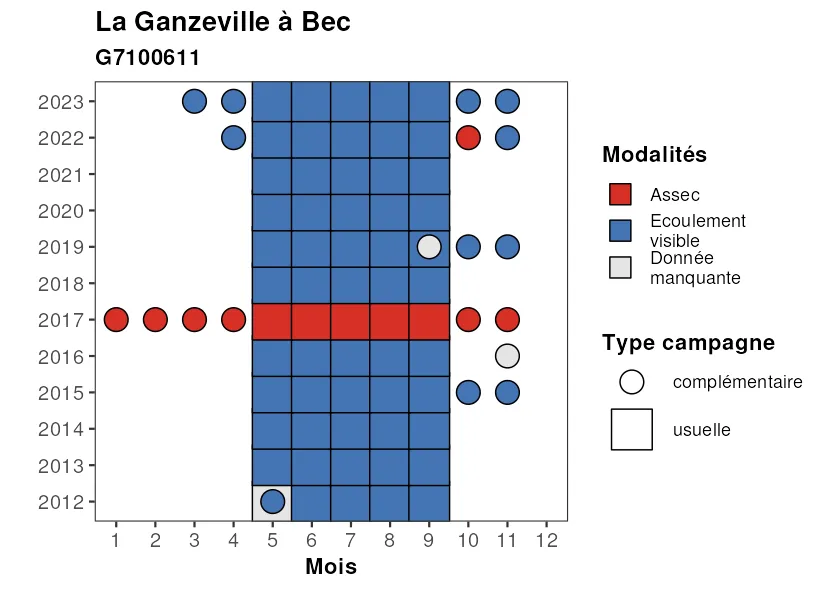 La Ganzeville à Bec
G7100611
2023
2022
2021
2020
2019
2018
2017
2016
2015
2014
2013
2012
1 2 3 4 5 6 7 8 9 10 11 12
Mois
Modalités
Assec
Ecoulement
visible
Donnée
manquante
Type campagne
complémentaire
usuelle